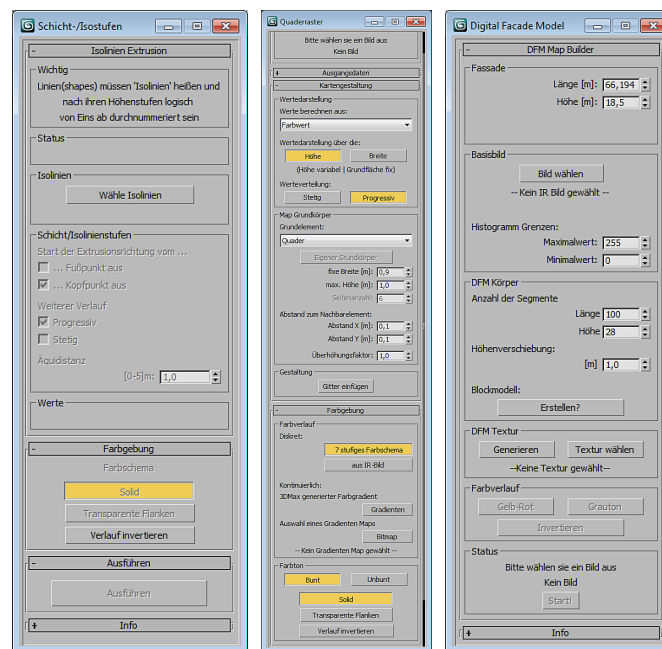 Schicht-/Isostufen
Isolinien Extrusion
Wichtig
Linien(shapes) müssen 'Isolinien' heißen und
nach ihren Höhenstufen logisch
von Eins ab durchnummeriert sein
Status
Isolinien
Wähle Isolinien
Schicht/Isolinienstufen
Start der Extrusionsrichtung vom ...
... Fußpunkt aus
... Kopfpunkt aus
Weiterer Verlauf
Progressiv
Stetig
Äquidistanz
[0-5]m: 1,0
Werte
Farbgebung
Farbschema
Solid
Transparente Flanken
Verlauf invertieren
Ausführen
Ausführen
Info
Quaderraster
Bitte wählen sie ein Bild aus
Kein Bild
Ausgangsdaten
Kartengestaltung
Wertedarstellung
Werte berechnen aus:
Farbwert
Wertedarstellung über die:
Höhe Breite
(Höhe variabel | Grundfläche fix)
Werteverteilung:
Stetig Progressiv
Map Grundkörper
Grundelement:
Quader
Eigener Grundkörper
fixe Breite [m]: 0,9
max. Höhe [m]: 1,0
Seitenanzahl: 6
Abstand zum Nachbarelement:
Abstand X [m]: 0,1
Abstand Y [m]: 0,1
Überhöhungsfaktor: 1,0
Gestaltung
Gitter einfügen
Farbgebung
Farbverlauf
Diskret:
7 stufiges Farbschema
aus IR-Bild
Kontinuierlich:
3DMax generierter Farbgradient
Gradienten
Auswahl eines Gradienten Maps
Bitmap
-- Kein Gradienten Map gewählt --
Farbton
Bunt Unbunt
Solid
Transparente Flanken
Verlauf invertieren
Digital Facade Model
DFM Map Builder
Fassade
Länge [m]: 66,194
Höhe [m]: 18,5
Basisbild
Bild wählen
-- Kein IR Bild gewählt --
Histogramm Grenzen:
Maximalwert: 255
Minimalwert: 0
DFM Körper
Anzahl der Segmente
Länge 100
Höhe 28
Höhenverschiebung:
[m] 1,0
Blockmodell:
Erstellen?
DFM Textur
Generieren Textur wählen
--Keine Textur gewählt--
Farbverlauf
Gelb-Rot Grauton
Invertieren
Status
Bitte wählen sie ein Bild aus
Kein Bild
Start!
Info